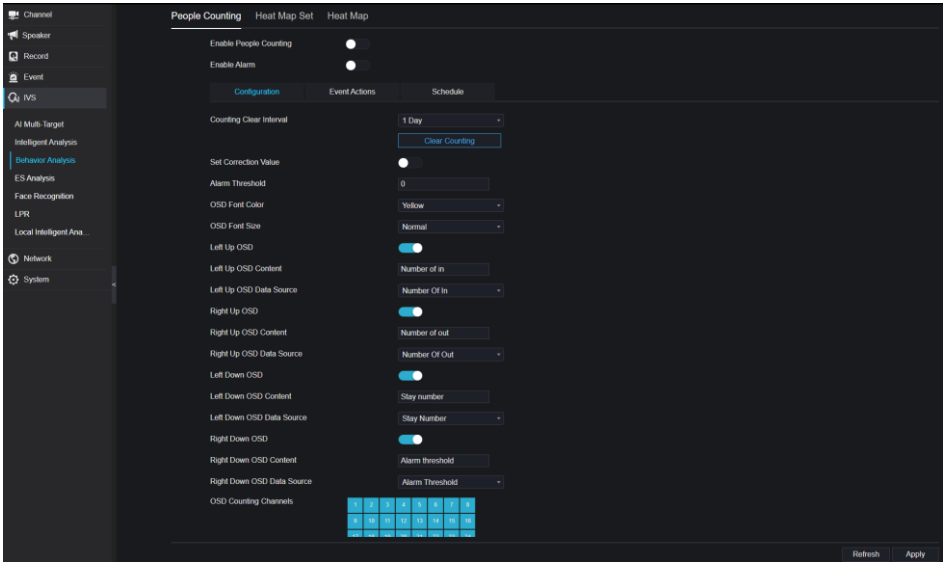 Channel
Speaker
Record
Event
IVS
AI Multi-Target
Intelligent Analysis
Behavior Analysis
ES Analysis
Face Recognition
LPR
Local Intelligent Ana...
Network
System
People Counting Heat Map Set Heat Map
Enable People Counting
Enable Alarm
Configuration Event Actions Schedule
Counting Clear Interval 1 Day
Clear Counting
Set Correction Value
Alarm Threshold 0
OSD Font Color Yellow
OSD Font Size Normal
Left Up OSD
Left Up OSD Content Number of in
Left Up OSD Data Source Number Of In
Right Up OSD
Right Up OSD Content Number of out
Right Up OSD Data Source Number Of Out
Left Down OSD
Left Down OSD Content Stay number
Left Down OSD Data Source Stay Number
Right Down OSD
Right Down OSD Content Alarm threshold
Right Down OSD Data Source Alarm Threshold
OSD Counting Channels 1 2 3 4 5 6 7 8
9 10 11 12 13 14 15 16
Refresh Apply